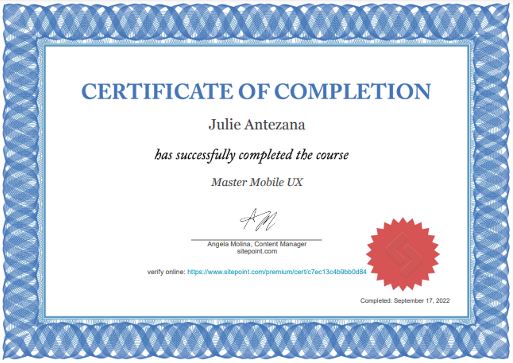 CERTIFICATE OF COMPLETION
Julie Antezana
has successfully completed the course
Master Mobile UX
Angela Molina, Content Manager
sitepoint.com
verify online: https://www.sitepoint.com/premium/cert/c7ec13c4b9bb0d84
Completed: September 17, 2022